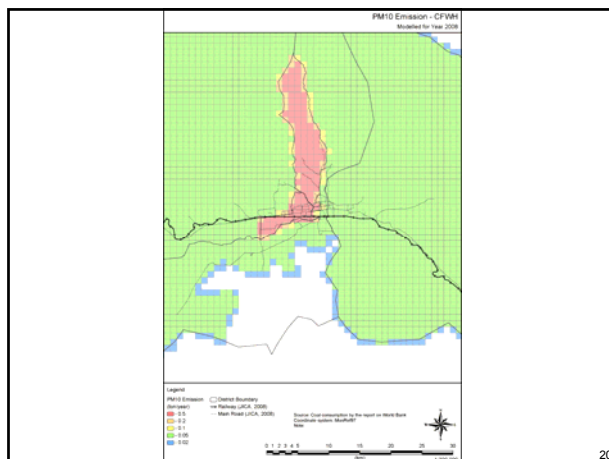 PM10 Emission - CFWH
Modelled for Year 2008
Legend
PM10 Emission
(ton/year)
- 0.5
- 0.2
- 0.1
- 0.05
- 0.02
District Boundary
Railway (JICA, 2008)
Main Road (JICA, 2008)
Source: Coal consumption by the report on World Bank
Coordinate system:
Note
0 1 2 3 4 5 10 15 20 25 30
20